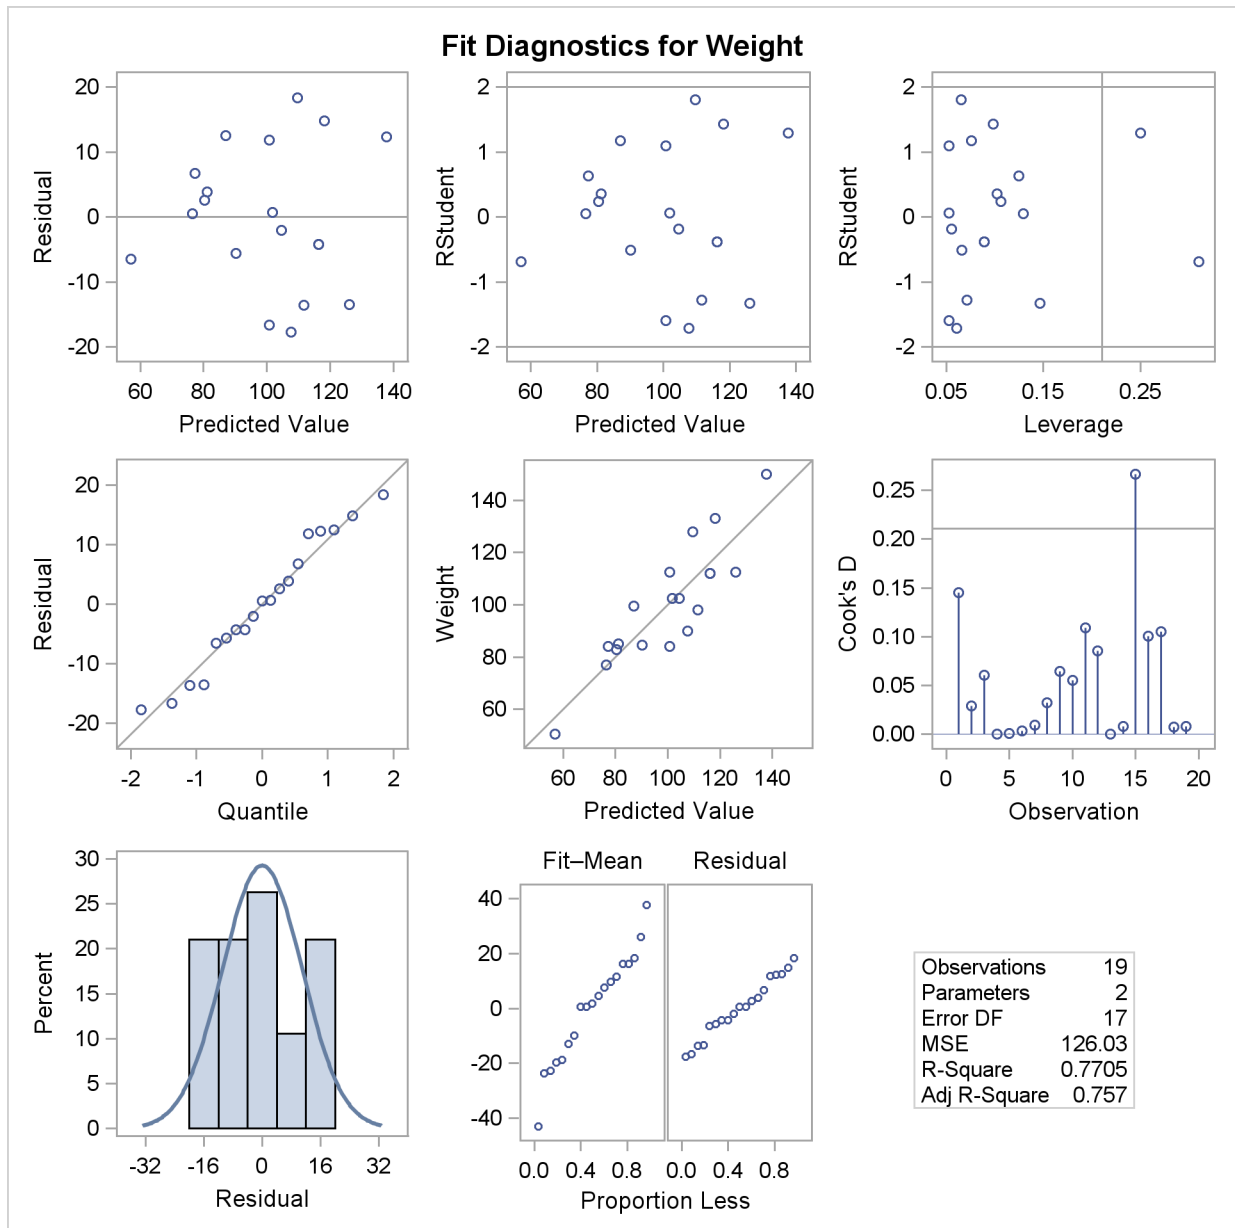 Fit Diagnostics for Weight
20
10
0
-10
-20
Residual
60 80 100 120 140
Predicted Value
2
1
0
-1
-2
RStudent
60 80 100 120 140
Predicted Value
2
1
0
-1
-2
RStudent
0.05 0.15 0.25
Leverage
20
10
0
-10
-20
Residual
-2 -1 0 1 2
Quantile
140
120
100
80
60
Weight
60 80 100 120 140
Predicted Value
0.25
0.20
0.15
0.10
0.05
0.00
Cook's D
0 5 10 15 20
Observation
30
25
20
15
10
5
0
Percent
-32 -16 0 16 32
Residual
Fit–Mean Residual
40
20
0
-20
-40
0.0 0.4 0.8 0.0 0.4 0.8
Proportion Less
Observations 19
Parameters 2
Error DF 17
MSE 126.03
R-Square 0.7705
Adj R-Square 0.757